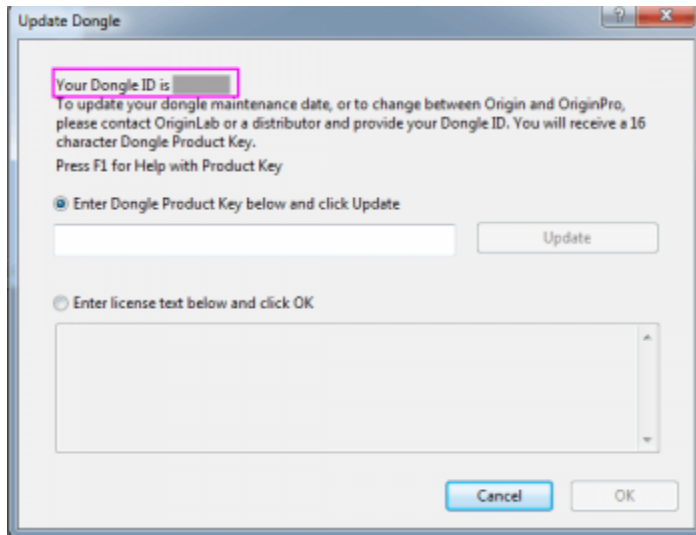 Update Dongle
Your Dongle ID is
To update your dongle maintenance date, or to change between Origin and OriginPro,
please contact OriginLab or a distributor and provide your Dongle ID. You will receive a 16
character Dongle Product Key.
Press F1 for Help with Product Key
Enter Dongle Product Key below and click Update
Update
Enter license text below and click OK
Cancel
OK